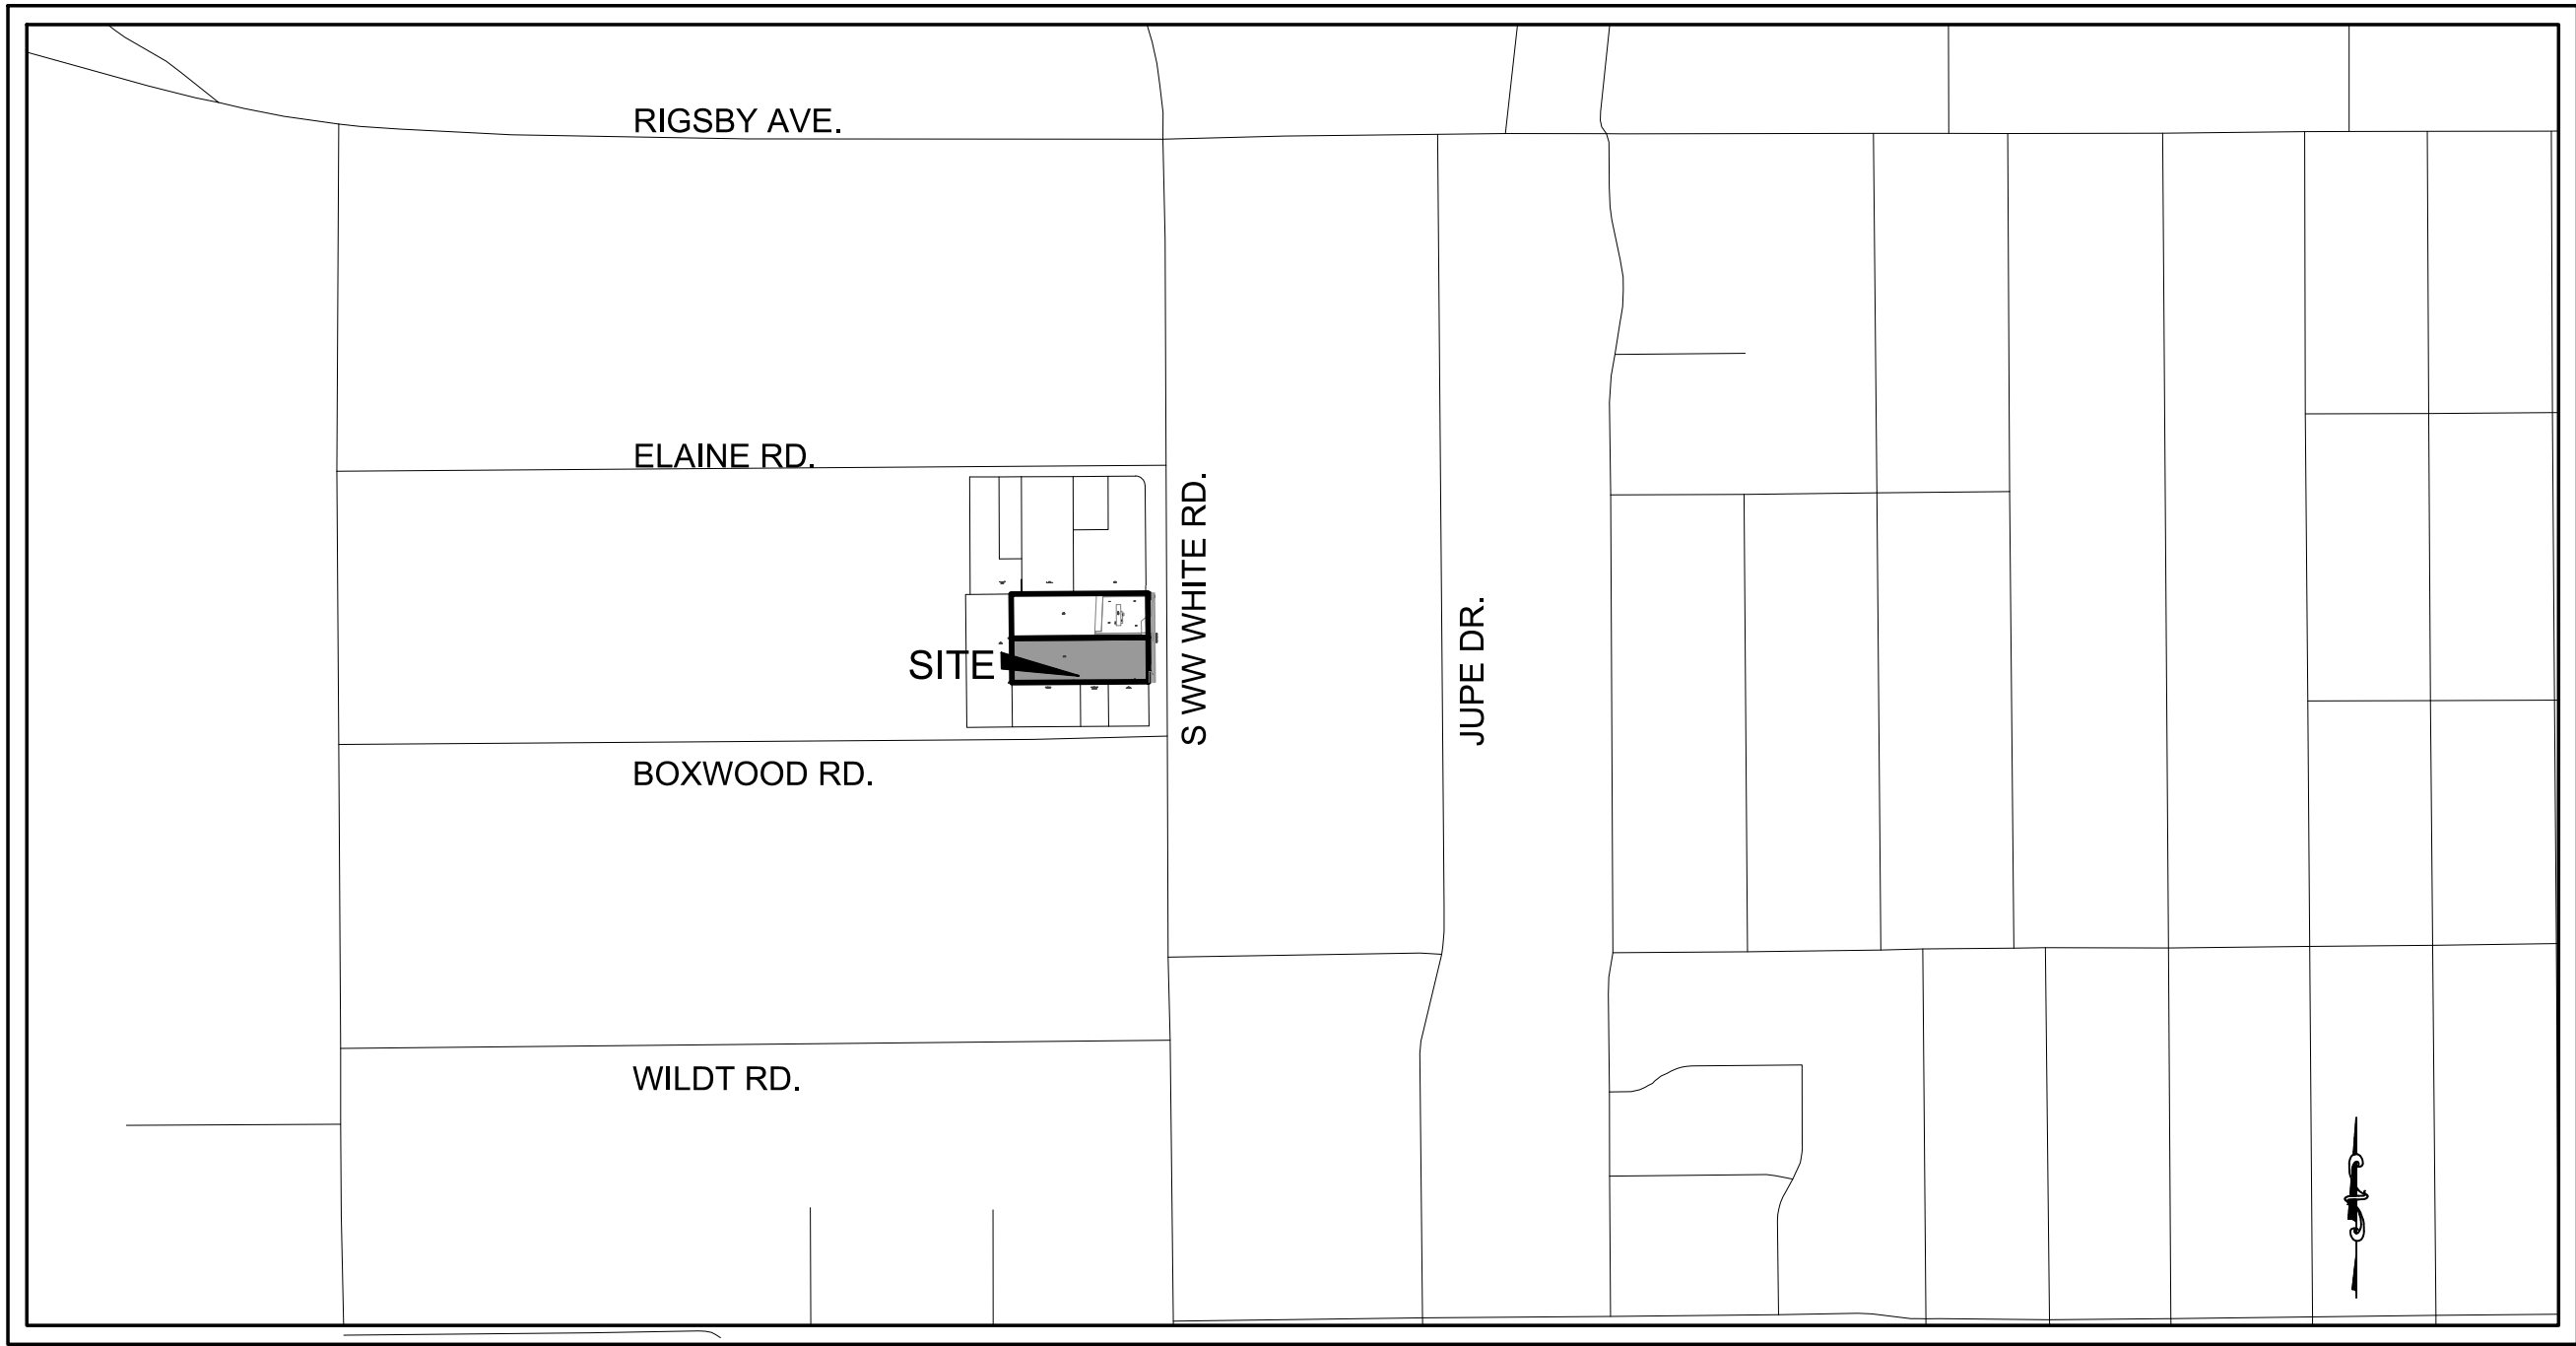 RIGSBY AVE.
ELAINE RD.
S WW WHITE RD.
JUPE DR.
SITE
BOXWOOD RD.
WILDT RD.